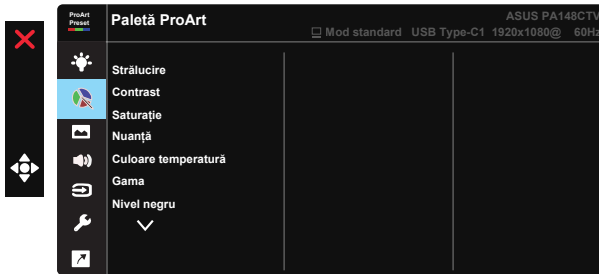 ProArt
Preset
Paletă ProArt
ASUS PA148CTV
Mod standard USB Type-C1 1920x1080@ 60Hz
Strălucire
Contrast
Saturație
Nuanță
Culoare temperatură
Gama
Nivel negru